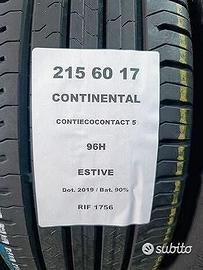 215 60 17
CONTINENTAL
CONTIECOCONTACT 5
96H
ESTIVE
Dot. 2019 / Bat. 90%
RIF 1756
subito